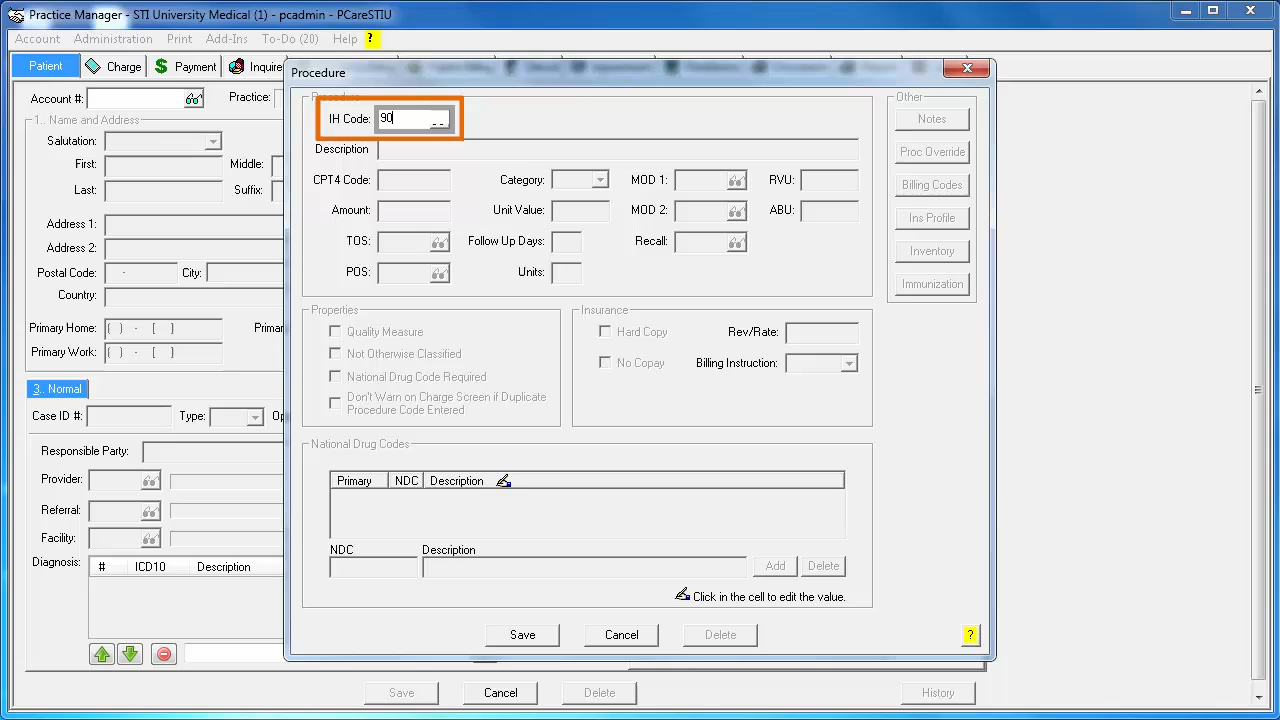 Practice Manager - STI University Medical (1) - pcadmin - PCareSTIU
Account Administration Print Add-Ins To-Do (20) Help ?
Patient Charge $ Payment Inquire
Account #: Practice:
1.. Name and Address
Salutation:
First: Middle:
Last: Suffix:
Address 1:
Address 2:
Postal Code: - City:
Country:
Primary Home: ( ) - [ ]
Primary Work: ( ) - [ ]
3.. Normal
Case ID #: Type:
Responsible Party:
Provider:
Referral:
Facility:
Diagnosis: # ICD10 Description
Procedure
Procedure
IH Code: 90
Description
CPT4 Code: Category: MOD 1: RVU:
Amount: Unit Value: MOD 2: ABU:
TOS: Follow Up Days: Recall:
POS: Units:
Other
Notes
Proc Override
Billing Codes
Ins Profile
Inventory
Immunization
Properties
Quality Measure
Not Otherwise Classified
National Drug Code Required
Don't Warn on Charge Screen if Duplicate
Procedure Code Entered
Insurance
Hard Copy Rev/Rate:
No Copay Billing Instruction:
National Drug Codes
Primary NDC Description
NDC Description
Add Delete
Click in the cell to edit the value.
Save Cancel Delete ?
Save Cancel Delete History